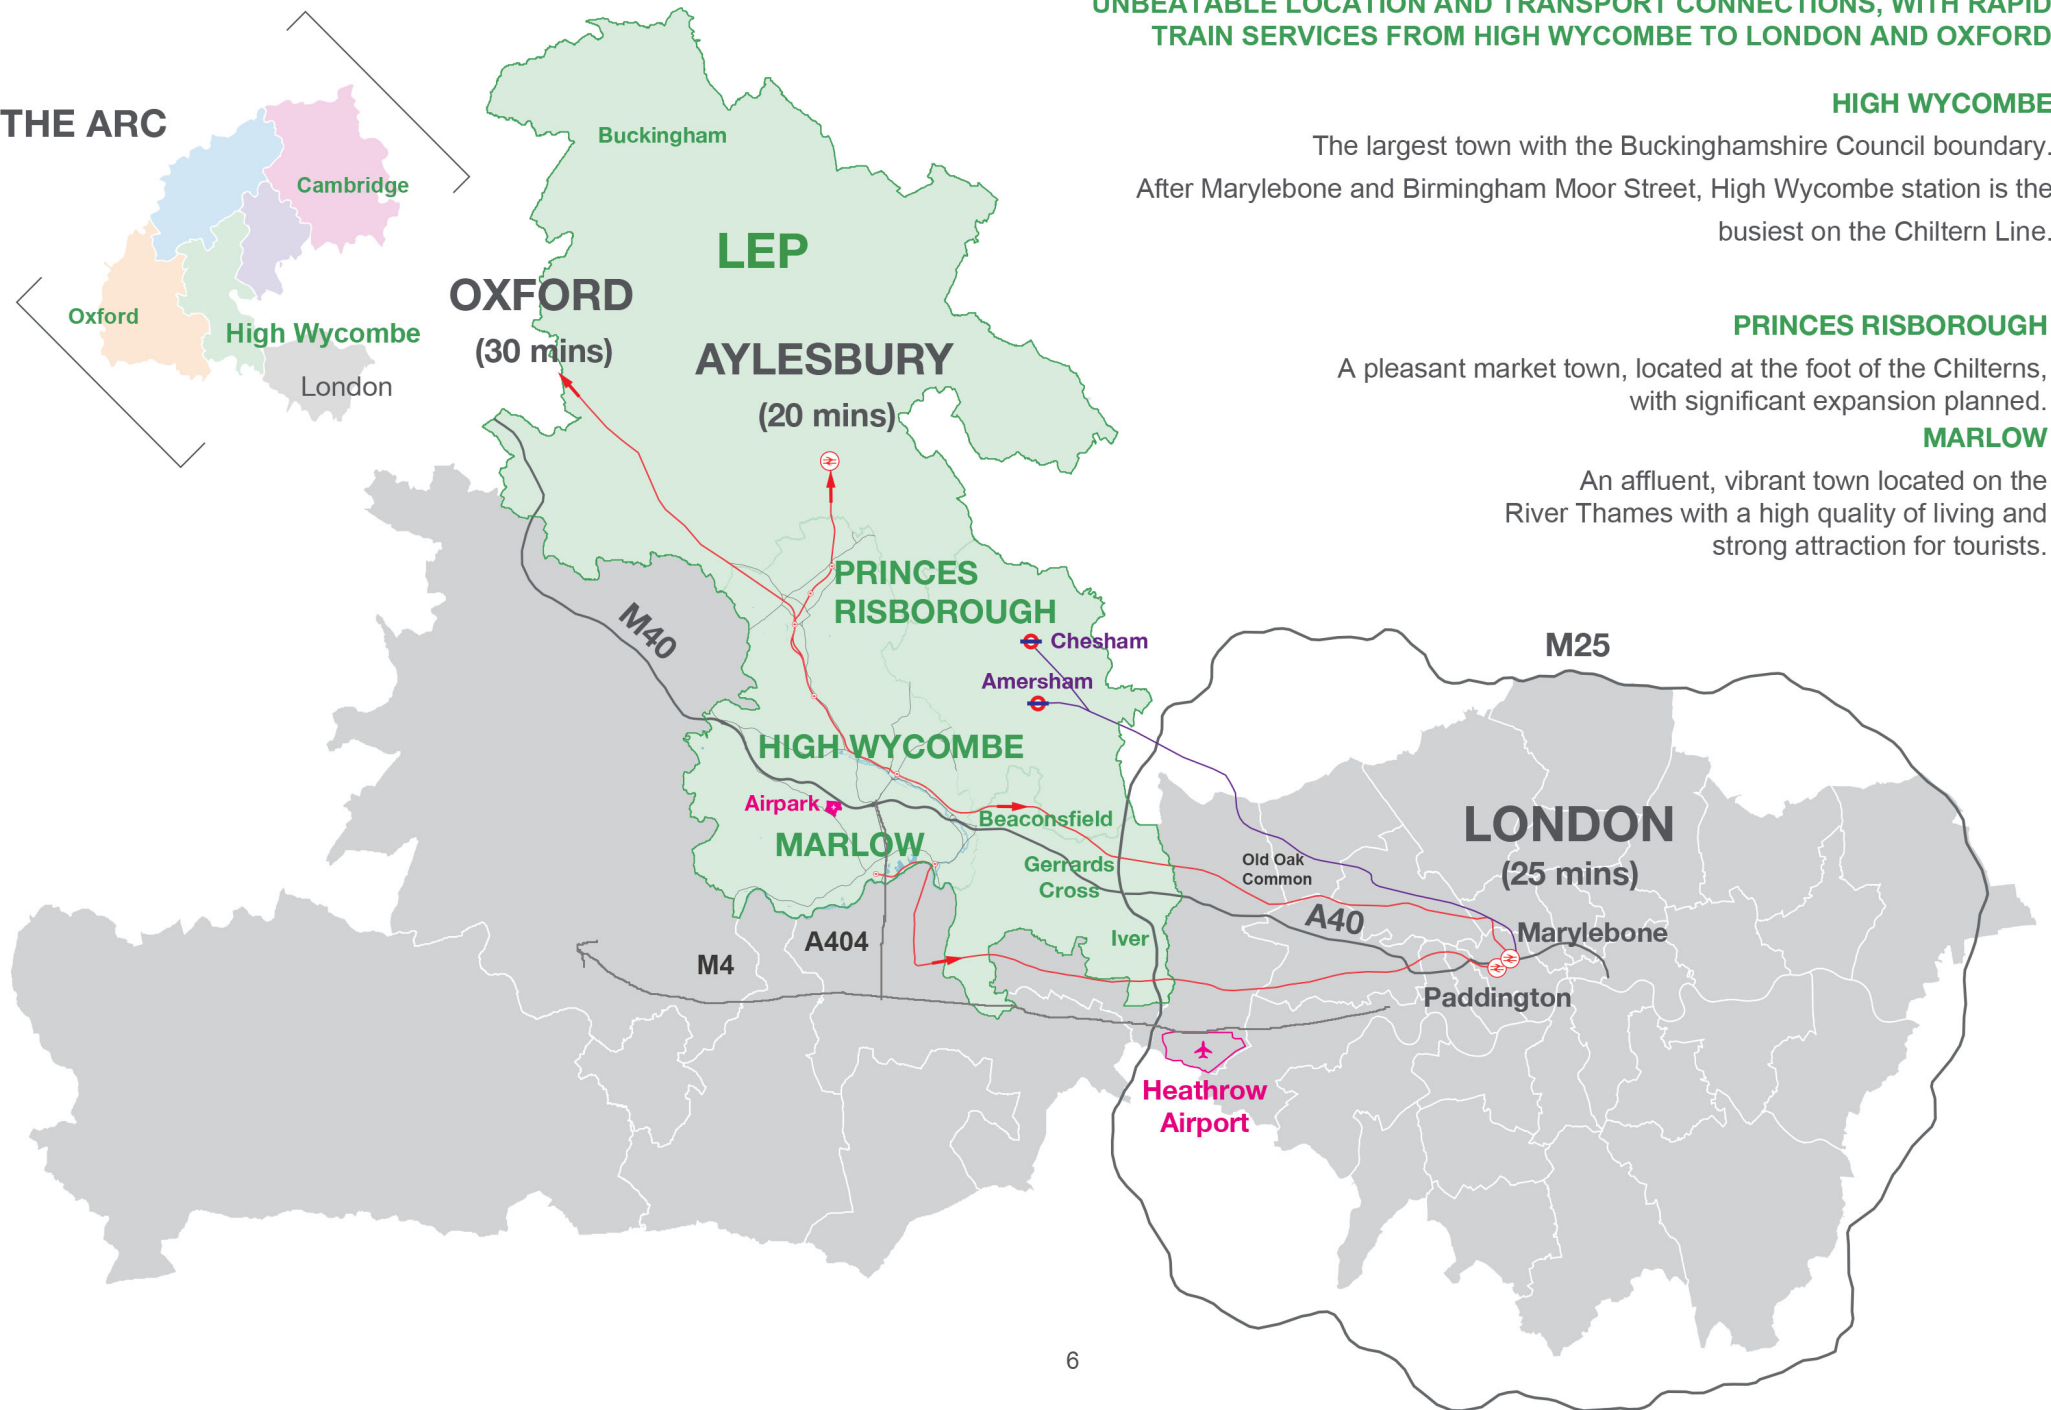 UNBEATABLE LOCATION AND TRANSPORT CONNECTIONS, WITH RAPID
TRAIN SERVICES FROM HIGH WYCOMBE TO LONDON AND OXFORD
HIGH WYCOMBE
The largest town with the Buckinghamshire Council boundary.
After Marylebone and Birmingham Moor Street, High Wycombe station is the
busiest on the Chiltern Line.
PRINCES RISBOROUGH
A pleasant market town, located at the foot of the Chilterns,
with significant expansion planned.
MARLOW
An affluent, vibrant town located on the
River Thames with a high quality of living and
strong attraction for tourists.
THE ARC
Cambridge
Oxford
High Wycombe
London
Buckingham
LEP
OXFORD
(30 mins)
AYLESBURY
(20 mins)
PRINCES
RISBOROUGH
M40
Chesham
Amersham
M25
HIGH WYCOMBE
Airpark
Beaconsfield
MARLOW
Gerrards
Cross
Old Oak
Common
LONDON
(25 mins)
A40
Marylebone
Iver
A404
M4
Paddington
Heathrow
Airport
6